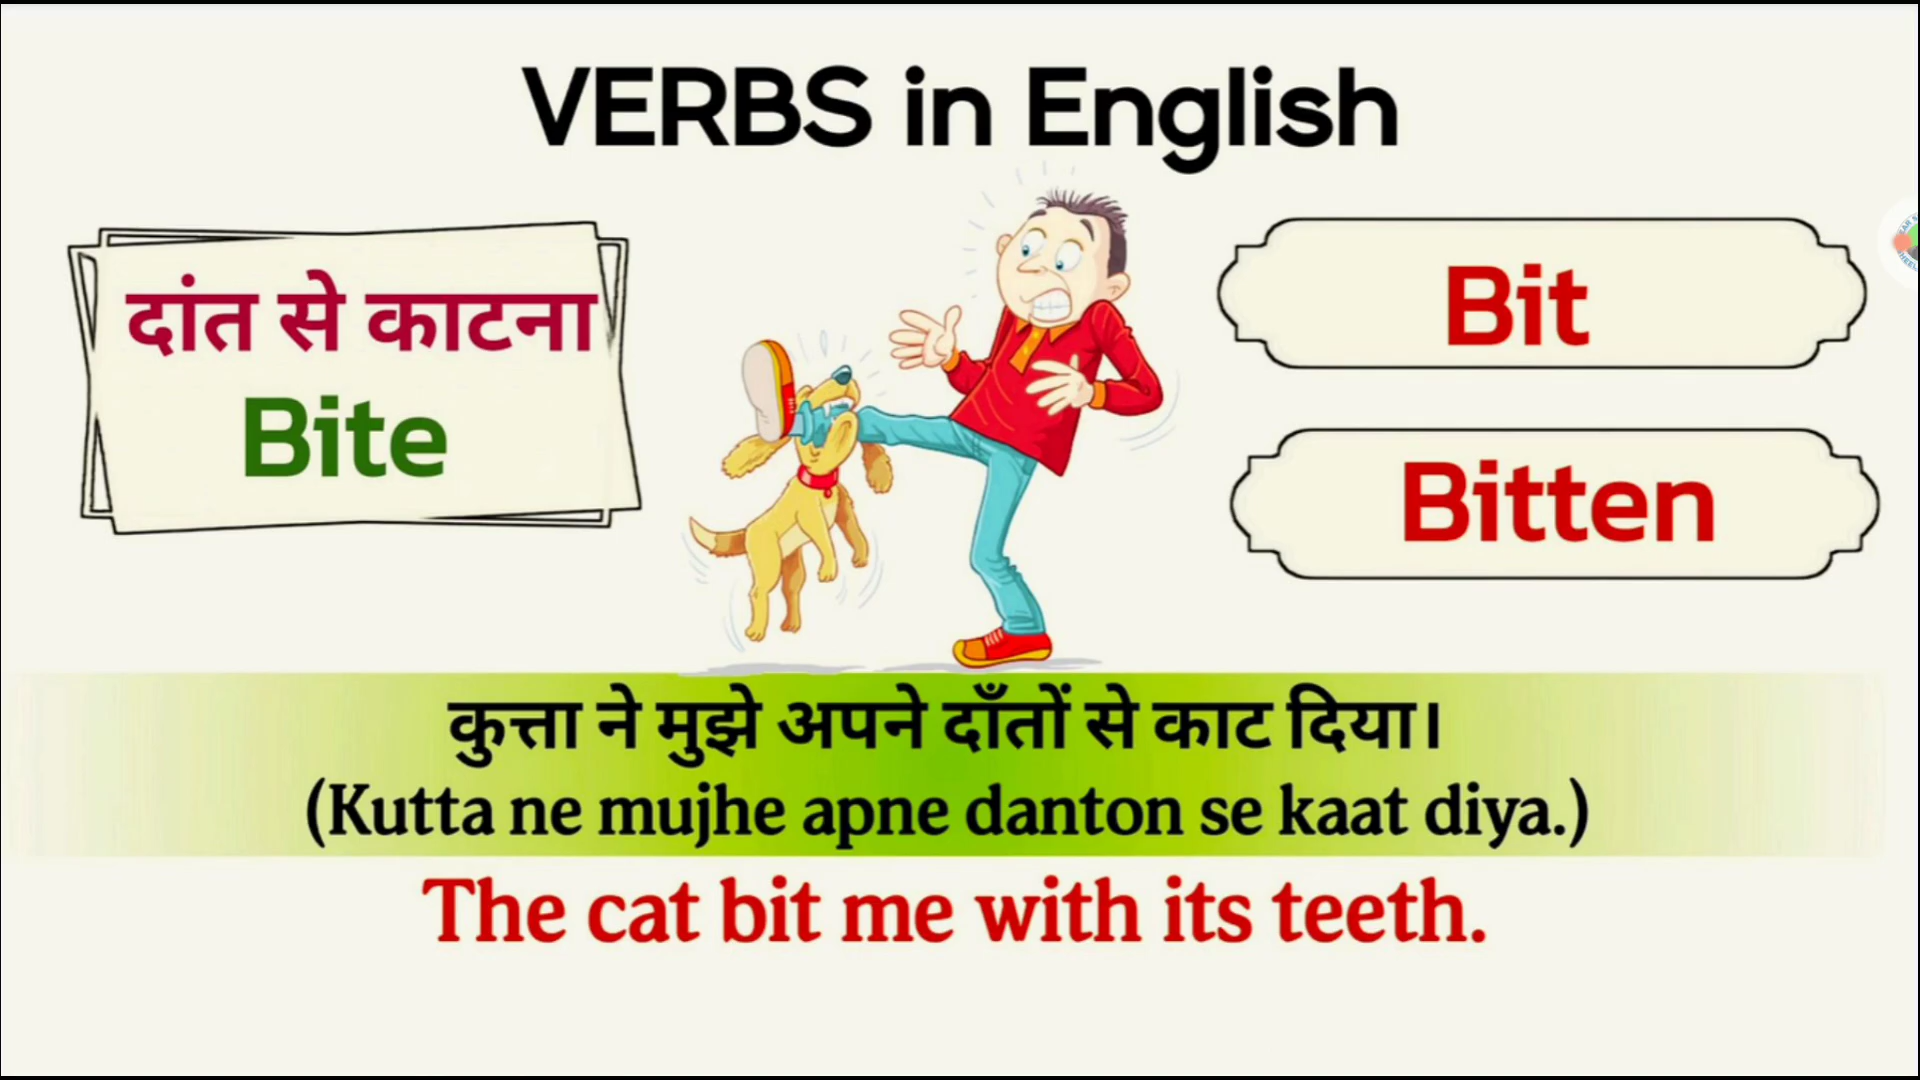 VERBS in English
दांत से काटना
Bite
Bit
Bitten
कुत्ता ने मुझे अपने दाँतों से काट दिया।
(Kutta ne mujhe apne danton se kaat diya.)
The cat bit me with its teeth.